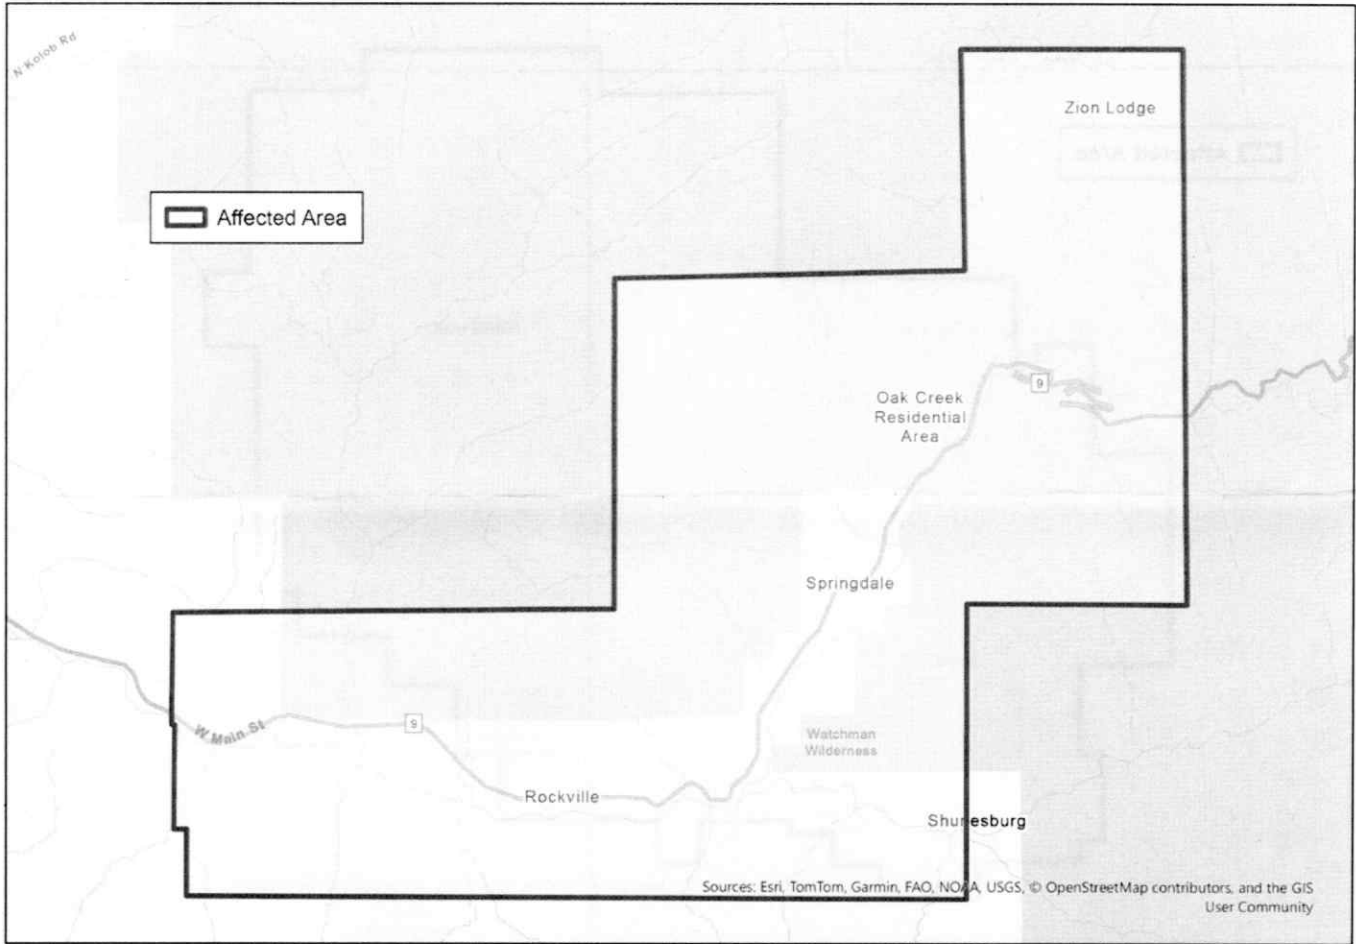 N Kolob Rd
Zion Lodge
Affected Area
9
Oak Creek
Residential
Area
Springdale
W Main St
9
Watchman
Wilderness
Rockville
Shunesburg
Sources: Esri, TomTom, Garmin, FAO, NOAA, USGS, © OpenStreetMap contributors, and the GIS
User Community